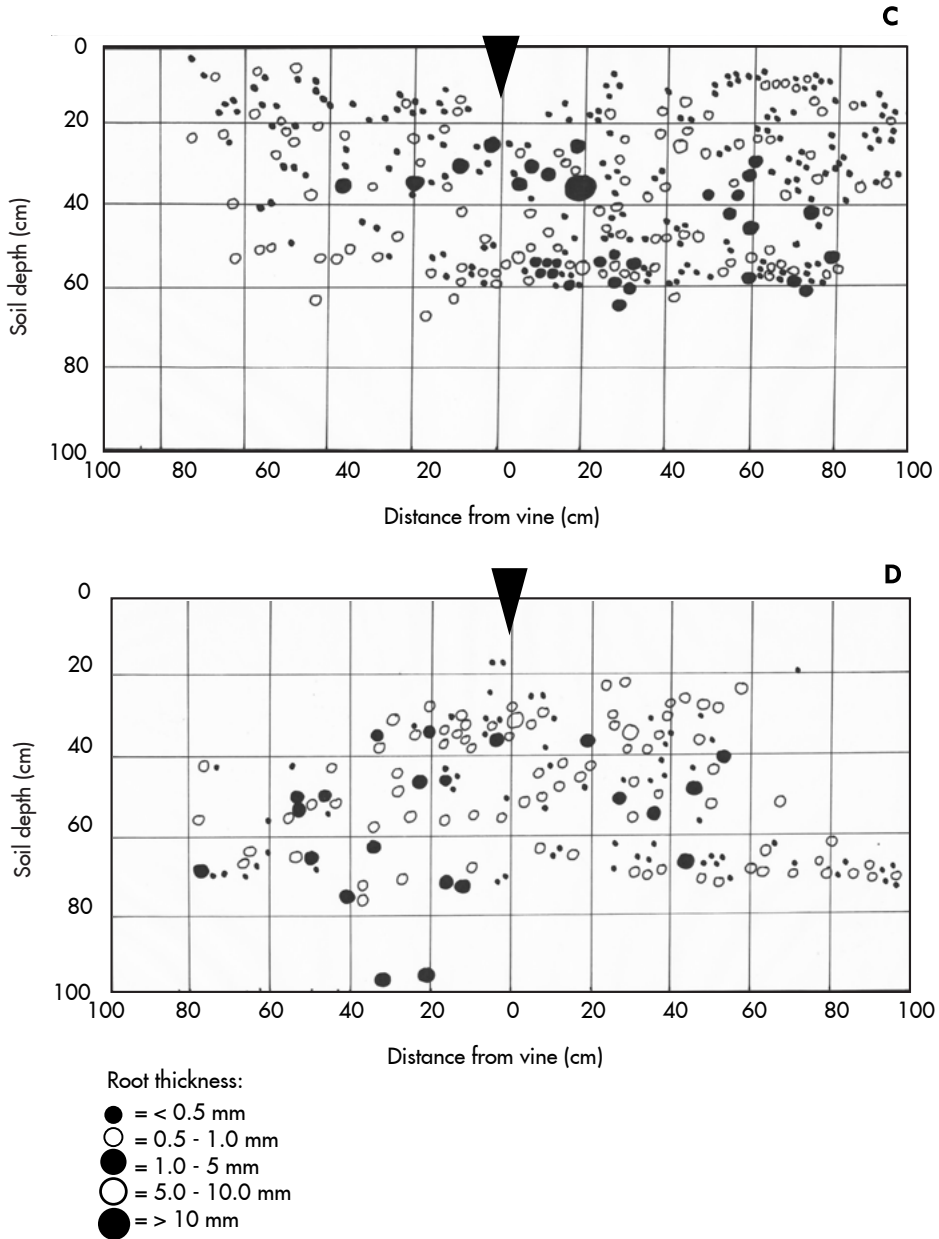 C
0
20
40
60
80
100
Soil depth (cm)
100 80 60 40 20 0 20 40 60 80 100
Distance from vine (cm)
D
0
20
40
60
80
100
Soil depth (cm)
100 80 60 40 20 0 20 40 60 80 100
Distance from vine (cm)
Root thickness:
= < 0.5 mm
= 0.5 - 1.0 mm
= 1.0 - 5 mm
= 5.0 - 10.0 mm
= > 10 mm